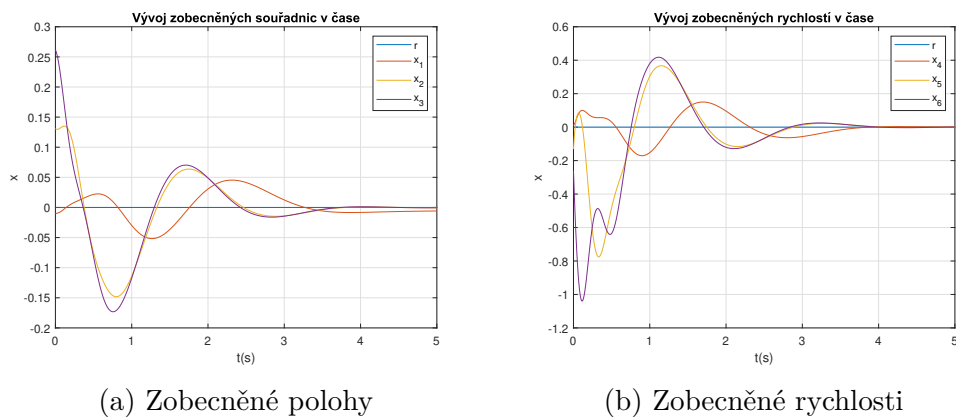 Vývoj zobecněných souřadnic v čase
0.3
0.25
0.2
0.15
0.1
0.05
0
-0.05
-0.1
-0.15
-0.2
x
0 1 2 3 4 5
t(s)
r
x1
x2
x3
(a) Zobecněné polohy
Vývoj zobecněných rychlostí v čase
0.6
0.4
0.2
0
-0.2
-0.4
-0.6
-0.8
-1
-1.2
x
0 1 2 3 4 5
t(s)
r
x4
x5
x6
(b) Zobecněné rychlosti